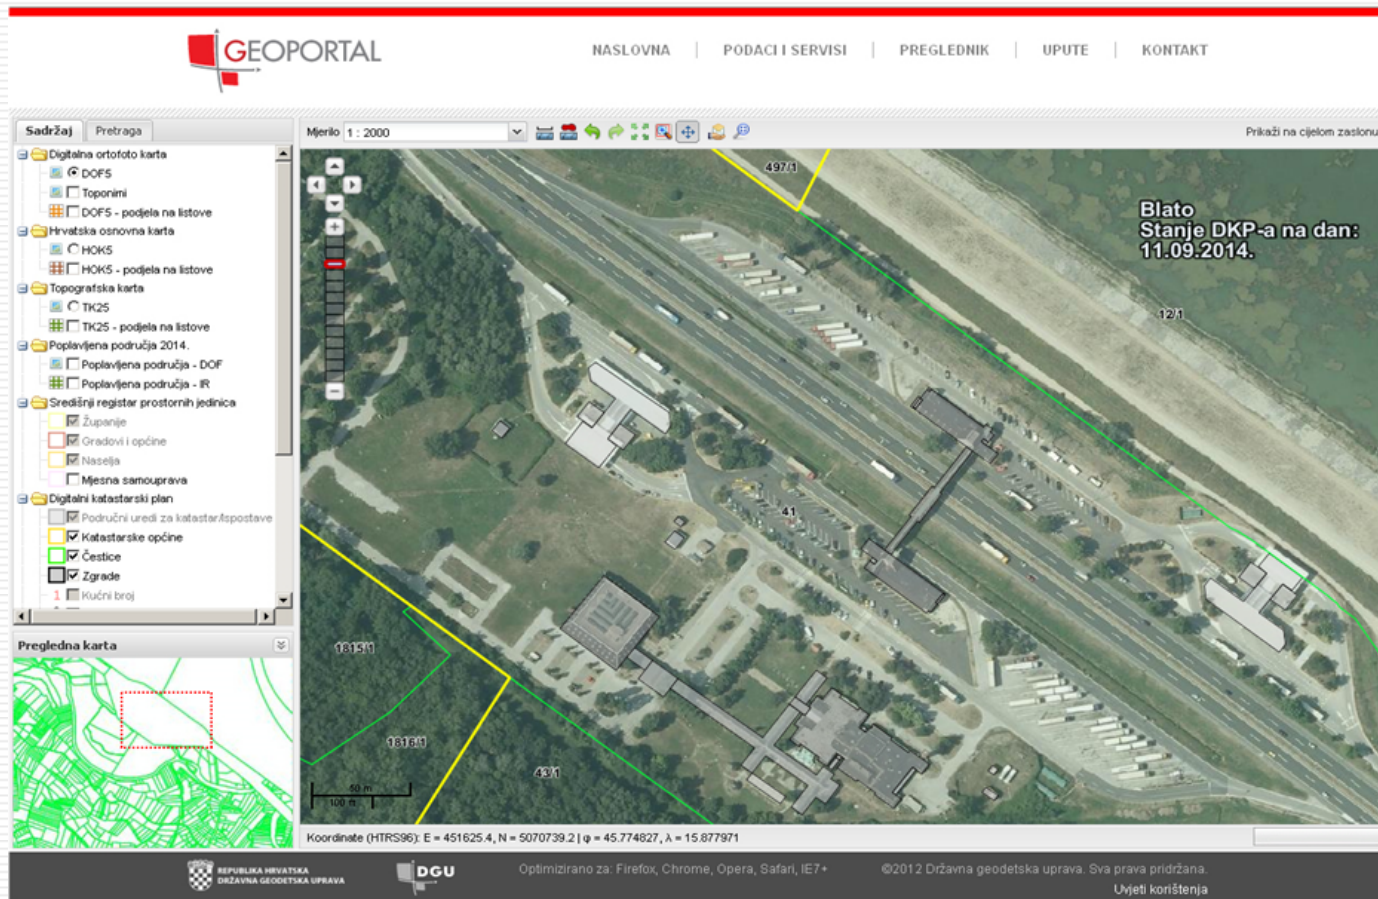 GEOPORTAL
NASLOVNA | PODACI I SERVISI | PREGLEDNIK | UPUTE | KONTAKT
Sadržaj Pretraga
Mjerilo 1 : 2000
Prikaži na cijelom zaslonu
Digitalna ortofoto karta
DOF5
Toponimi
DOF5 - podjela na listove
Hrvatska osnovna karta
HOK5
HOK5 - podjela na listove
Topografska karta
TK25
TK25 - podjela na listove
Poplavljena područja 2014.
Poplavljena područja - DOF
Poplavljena područja - IR
Središnji registar prostornih jedinica
Županije
Gradovi i općine
Naselja
Mjesna samouprava
Digitalni katastarski plan
Područni uredi za katastar/Ispostave
Katastarske općine
Čestice
Zgrade
1 Kućni broj
Pregledna karta
497/1
Blato
Stanje DKP-a na dan:
11.09.2014.
12/1
41
1815/1
1816/1
43/1
50 m
100 ft
Koordinate (HTRS96): E = 451625.4, N = 5070739.2 | φ = 45.774827, λ = 15.877971
REPUBLIKA HRVATSKA
DRŽAVNA GEODETSKA UPRAVA
DGU
Optimizirano za: Firefox, Chrome, Opera, Safari, IE7+
©2012 Državna geodetska uprava. Sva prava pridržana.
Uvjeti korištenja